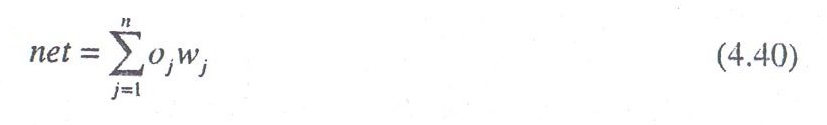 net = \sum_{j=1}^{n} o_j w_j (4.40)